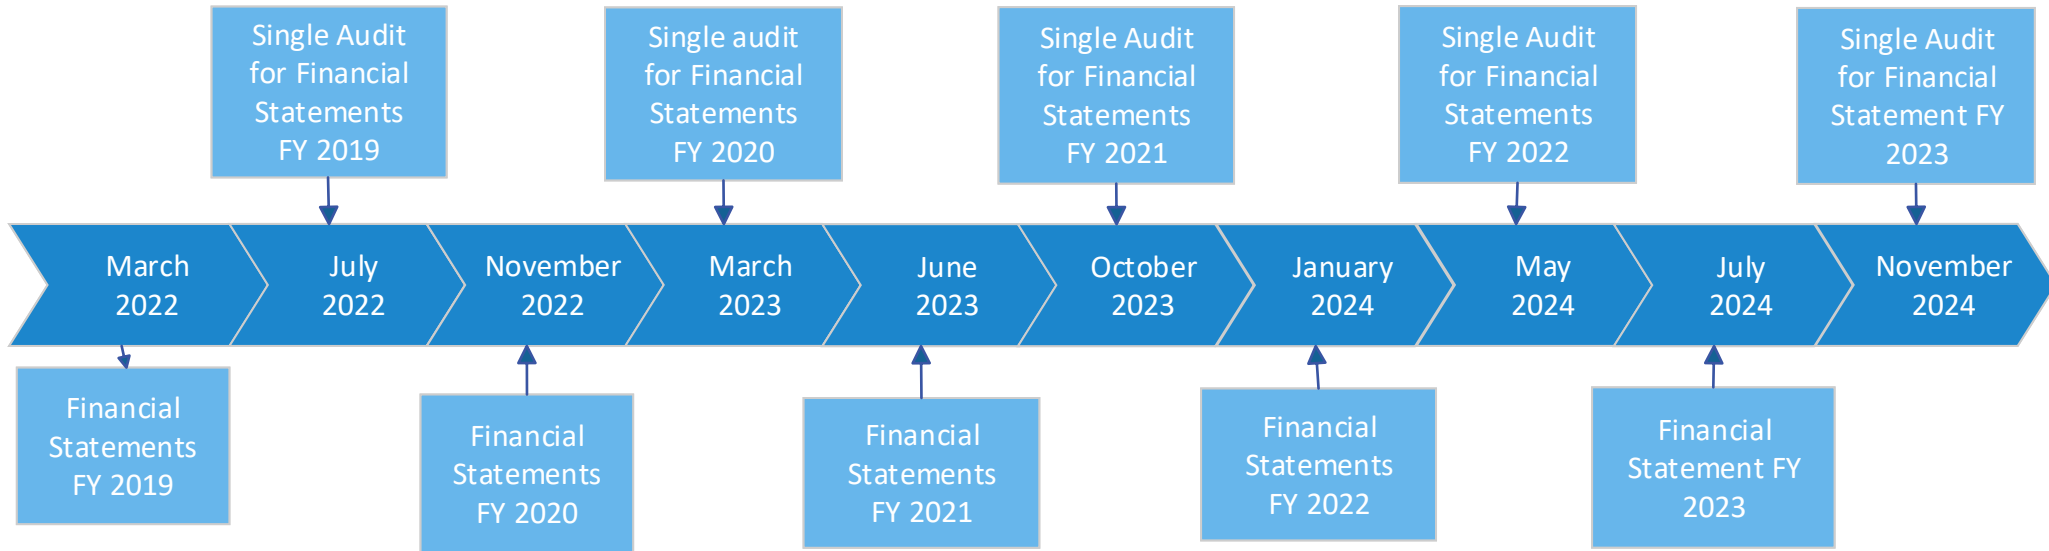 Single Audit
for Financial
Statements
FY 2019
Single audit
for Financial
Statements
FY 2020
Single Audit
for Financial
Statements
FY 2021
Single Audit
for Financial
Statements
FY 2022
Single Audit
for Financial
Statement FY
2023
March
2022
July
2022
November
2022
March
2023
June
2023
October
2023
January
2024
May
2024
July
2024
November
2024
Financial
Statements
FY 2019
Financial
Statements
FY 2020
Financial
Statements
FY 2021
Financial
Statements
FY 2022
Financial
Statement FY
2023